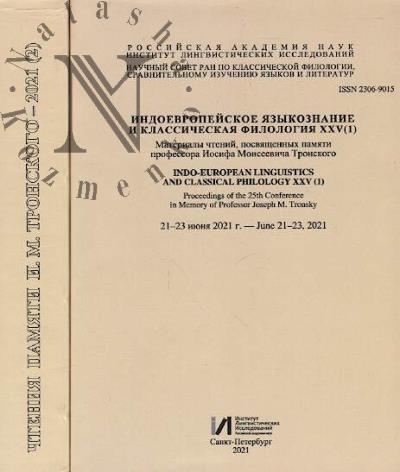 ЧТЕНИЯ ПАМЯТИ И. М. ТРОНСКОГО – 2021 (2)
РОССИЙСКАЯ АКАДЕМИЯ НАУК
ИНСТИТУТ ЛИНГВИСТИЧЕСКИХ ИССЛЕДОВАНИЙ
НАУЧНЫЙ СОВЕТ РАН ПО КЛАССИЧЕСКОЙ ФИЛОЛОГИИ,
СРАВНИТЕЛЬНОМУ ИЗУЧЕНИЮ ЯЗЫКОВ И ЛИТЕРАТУР
ISSN 2306-9015
ИНДОЕВРОПЕЙСКОЕ ЯЗЫКОЗНАНИЕ
И КЛАССИЧЕСКАЯ ФИЛОЛОГИЯ XXV(1)
Материалы чтений, посвященных памяти
профессора Иосифа Моисеевича Тронского
INDO-EUROPEAN LINGUISTICS
AND CLASSICAL PHILOLOGY XXV (1)
Proceedings of the 25th Conference
in Memory of Professor Joseph M. Tronsky
21–23 июня 2021 г. — June 21–23, 2021
Институт
Лингвистических
Исследований
Санкт-Петербург
2021